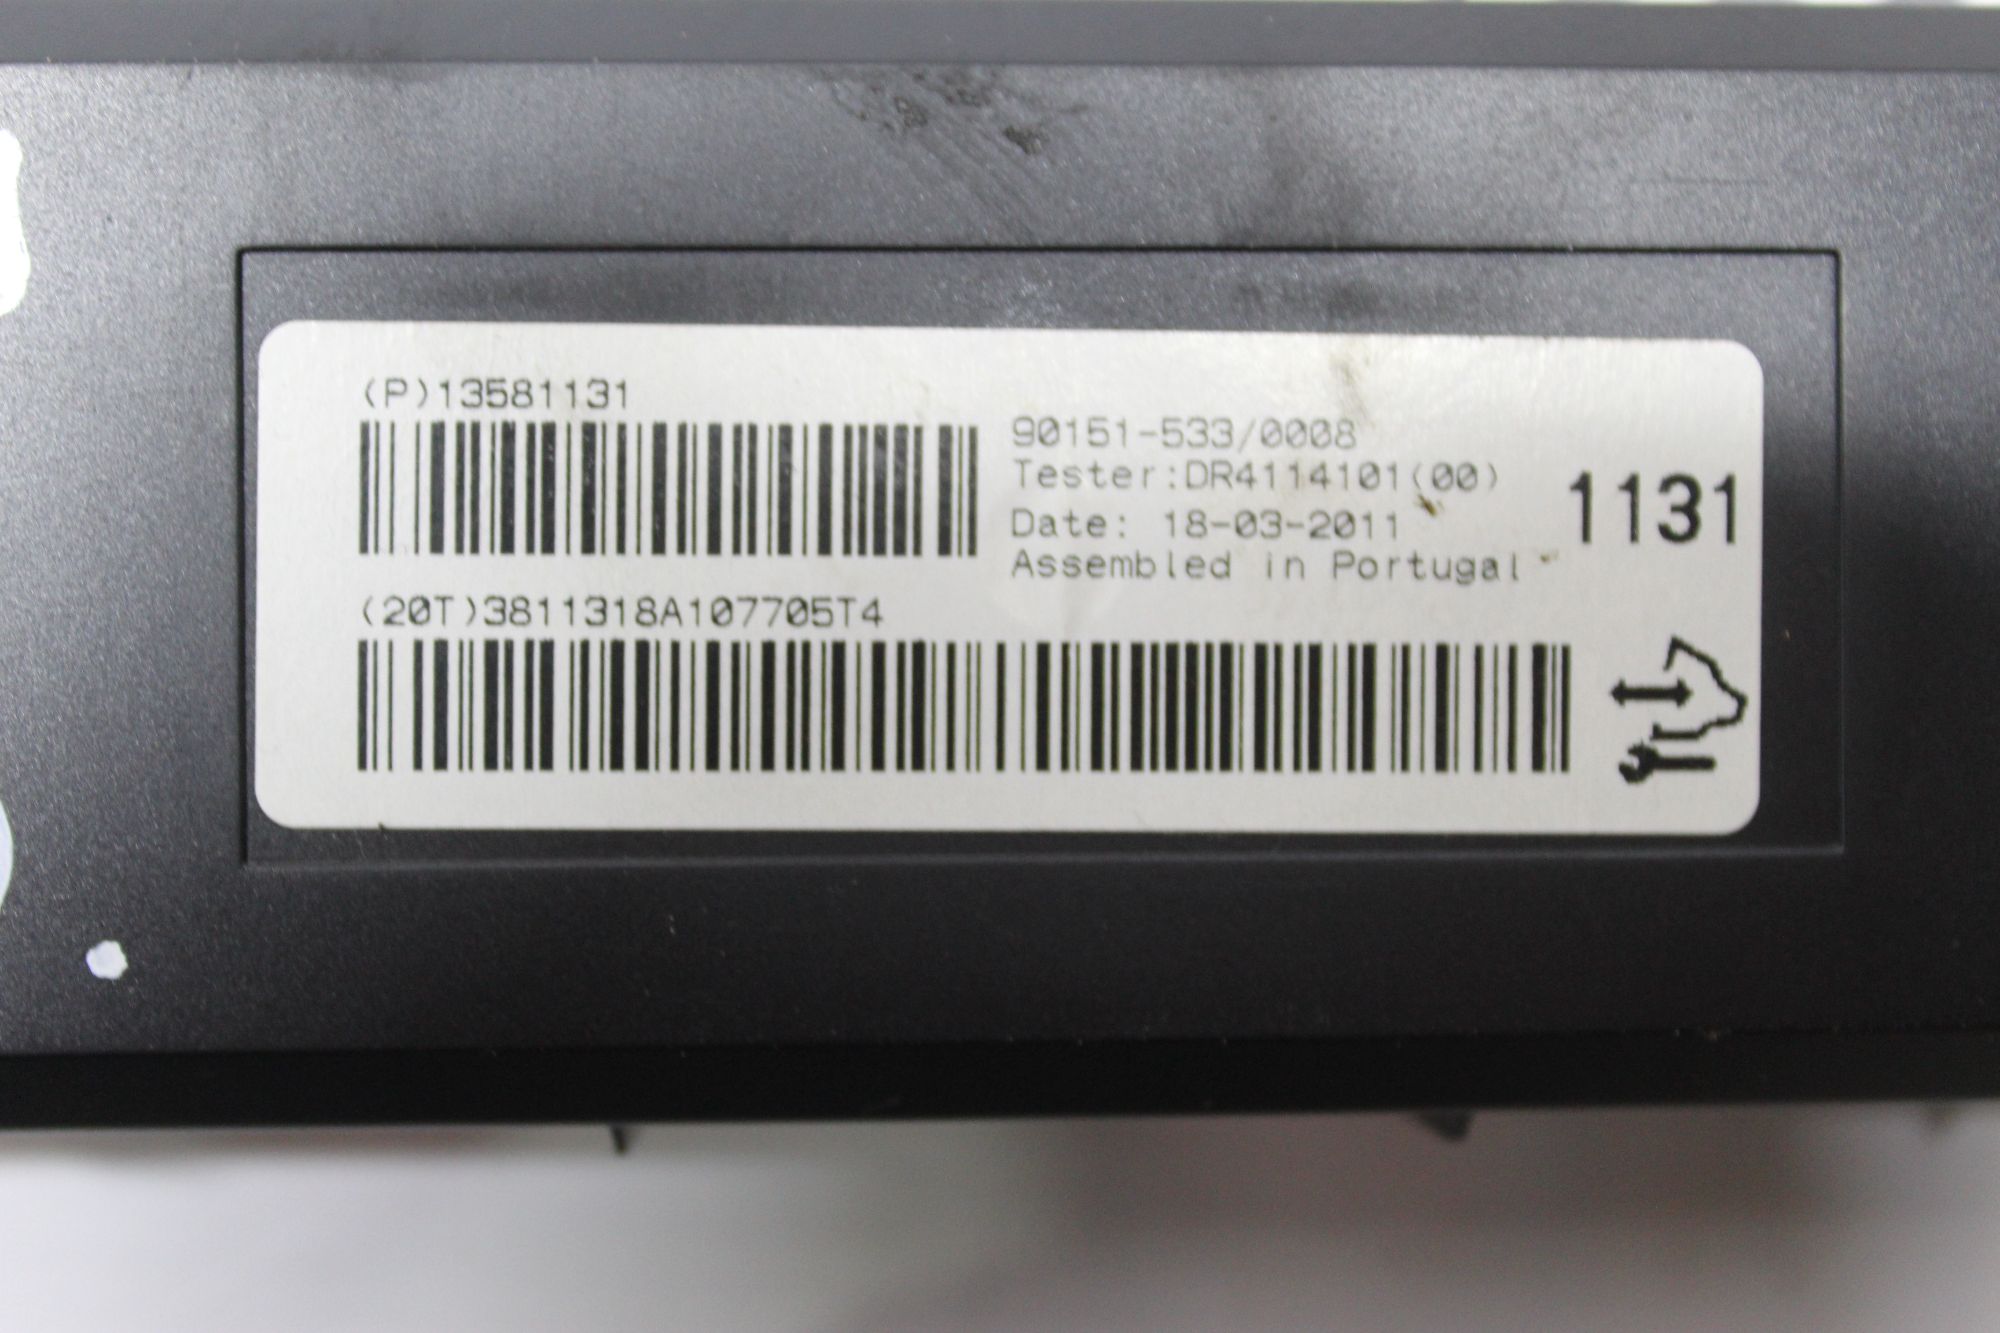 (P)13581131
90151-533/0008
Tester:DR4114101(00)
Date: 18-03-2011
Assembled in Portugal
1131
(20T)3811318A107705T4